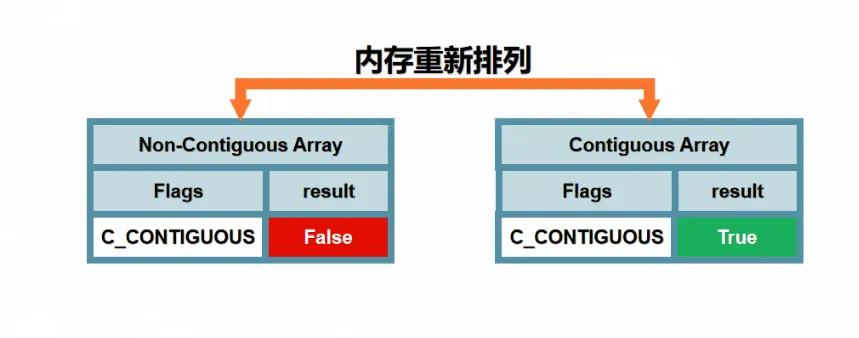 内存重新排列
Non-Contiguous Array
Flags result
C_CONTIGUOUS False
Contiguous Array
Flags result
C_CONTIGUOUS True